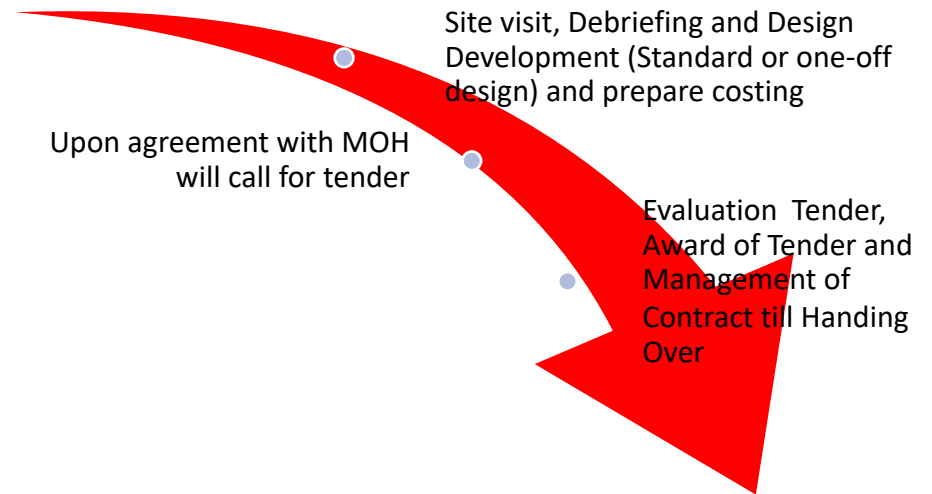 Site visit, Debriefing and Design
Development (Standard or one-off
design) and prepare costing
Upon agreement with MOH
will call for tender
Evaluation  Tender,
Award of Tender and
Management of
Contract till Handing
Over